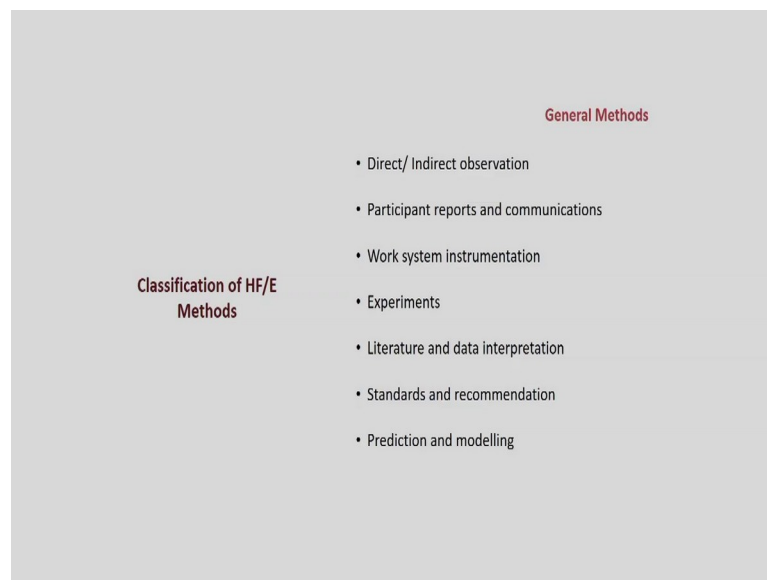 General Methods
• Direct/ Indirect observation
• Participant reports and communications
• Work system instrumentation
Classification of HF/E
Methods
• Experiments
• Literature and data interpretation
• Standards and recommendation
• Prediction and modelling